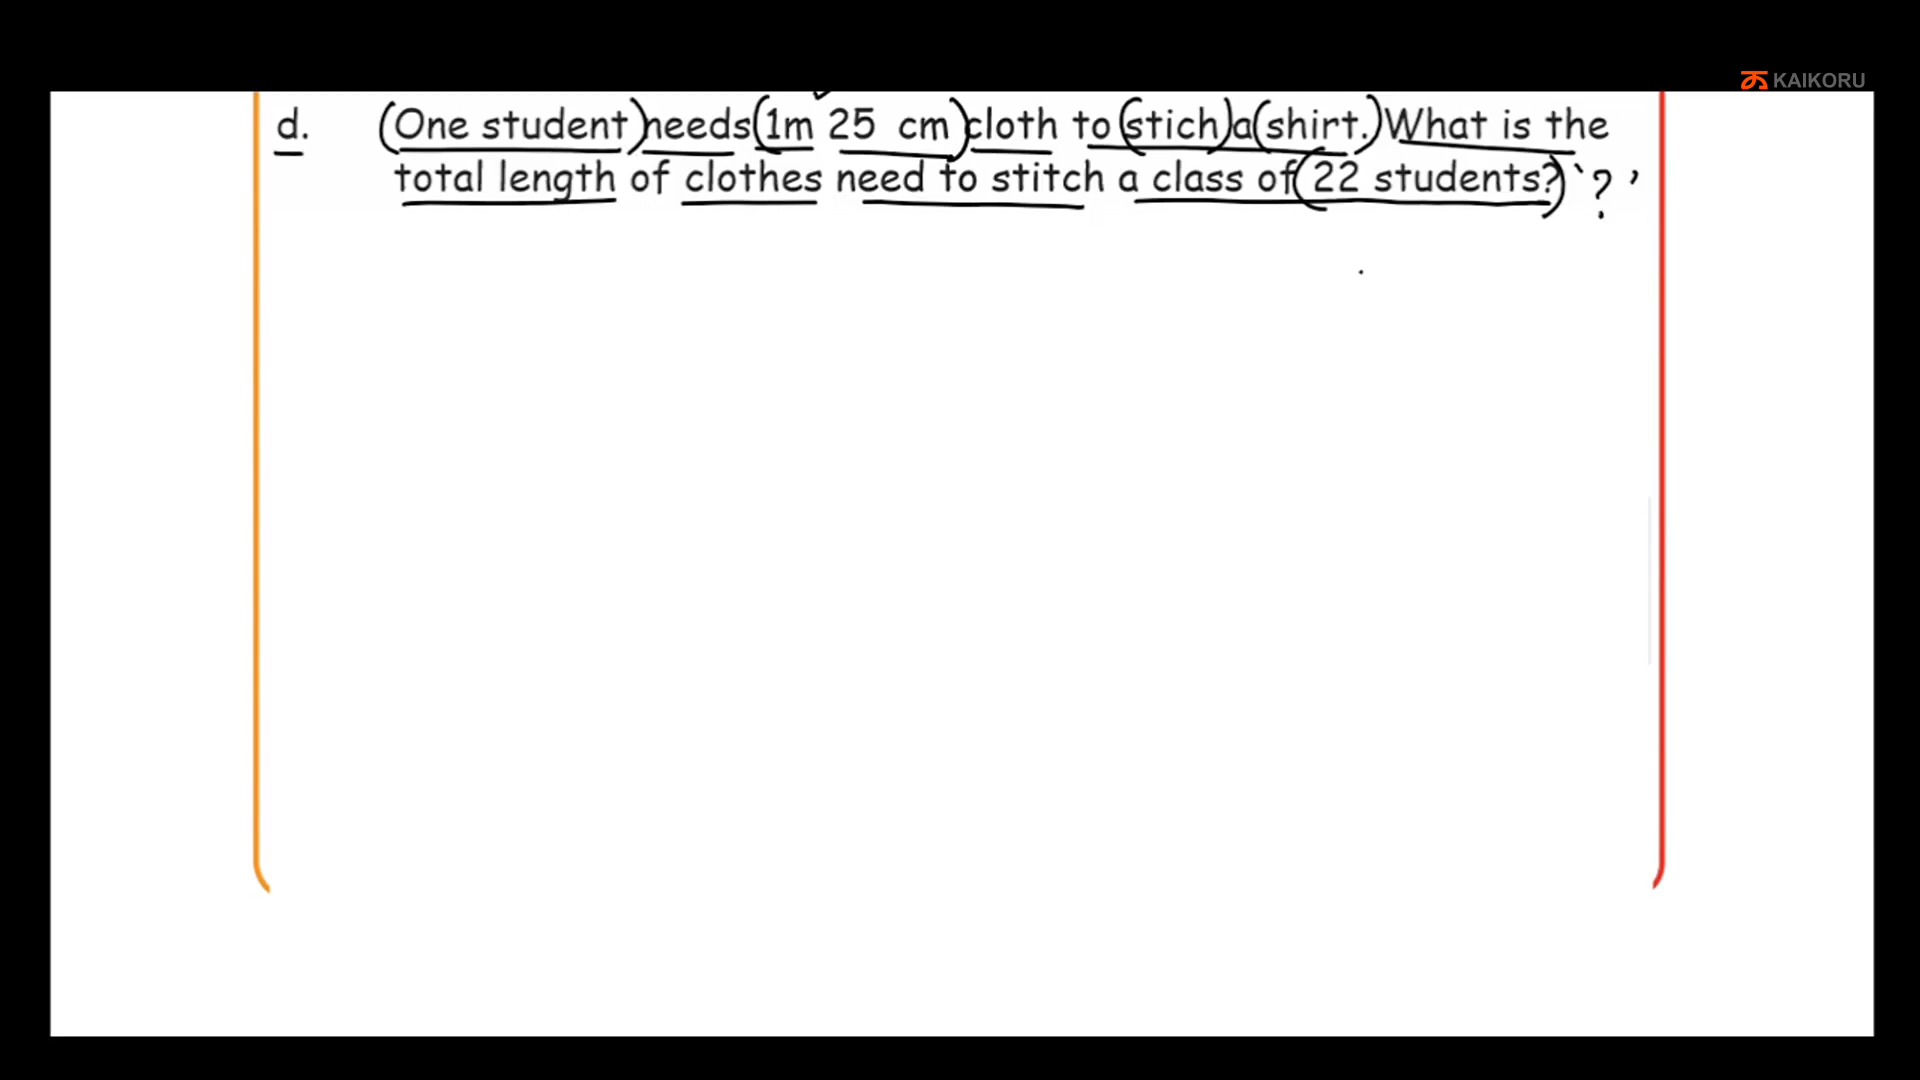 KAIKORU
d. (One student) needs (1m 25 cm) cloth to (stich) a (shirt.) What is the
total length of clothes need to stitch a class of (22 students?) `?'